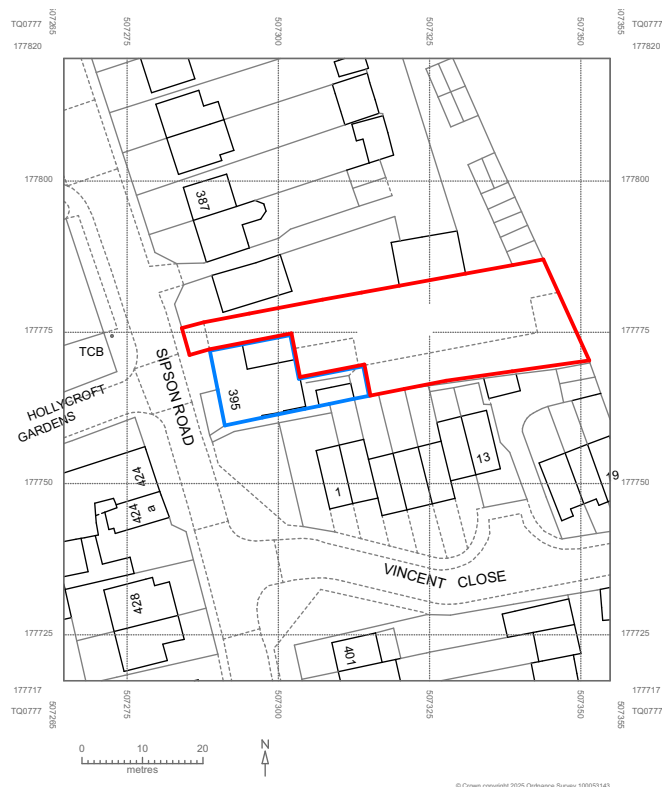 TQ0777
507265
507275
507300
507325
507350
507355
TQ0777
177820
177820
177800
177800
387
177775
177775
TCB
SIPSON ROAD
HOLLYCROFT
GARDENS
395
424
424
a
428
1
13
19
177750
177750
VINCENT CLOSE
177725
177725
401
177717
177717
TQ0777
507265
507275
507300
507325
507350
507355
TQ0777
0 10 20
metres
N
© Crown copyright 2025 Ordnance Survey 100053143